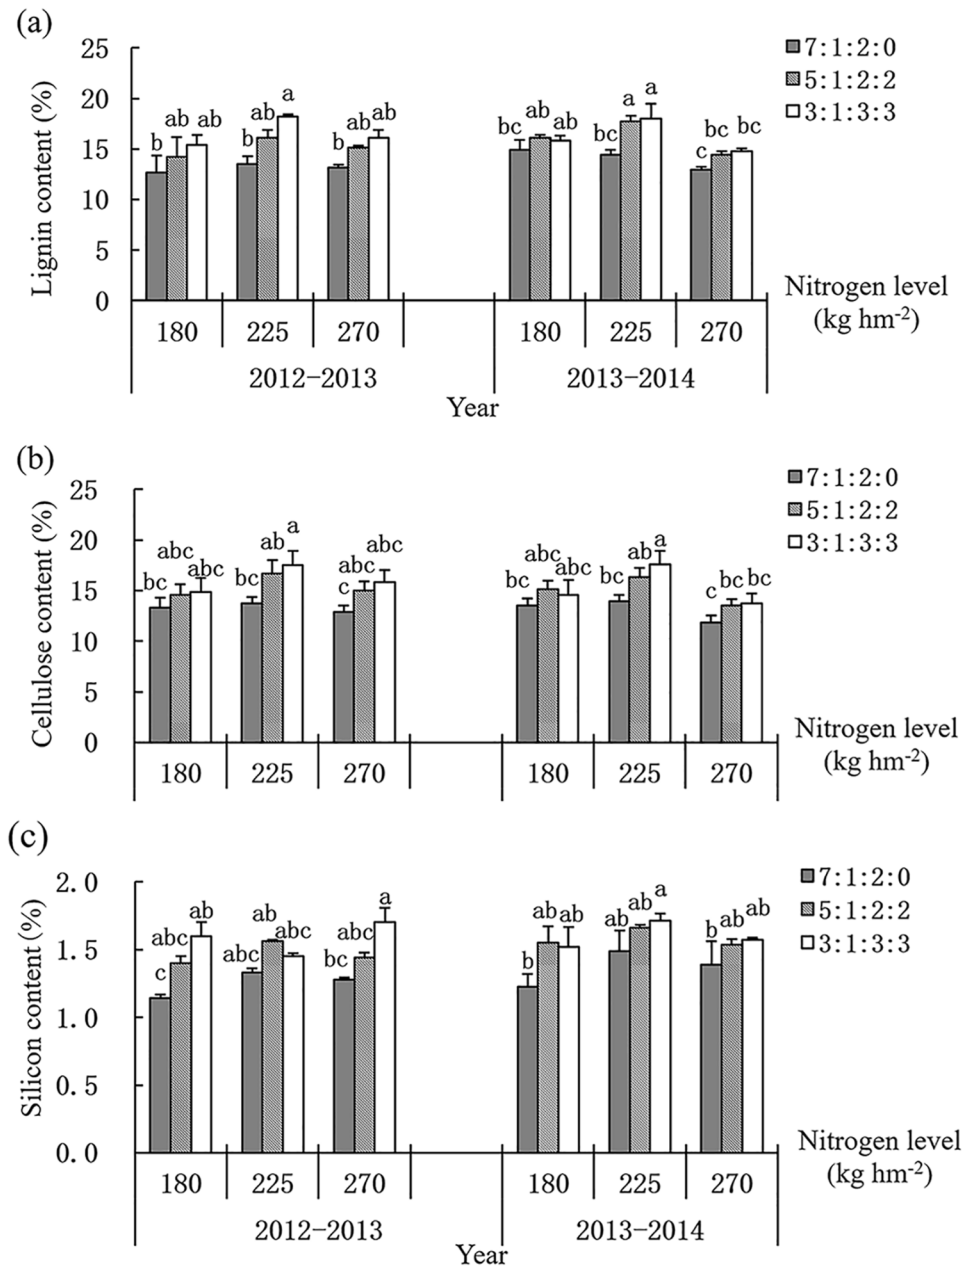 (a)
Lignin content (%)
25
20
15
10
5
0
b ab ab
b ab a
b ab ab
bc ab ab
bc a a
c bc bc
7:1:2:0
5:1:2:2
3:1:3:3
180 225 270 180 225 270
2012-2013 2013-2014
Year
Nitrogen level
(kg hm-2)
(b)
Cellulose content (%)
25
20
15
10
5
0
bc abc abc
bc ab a
c abc abc
bc abc abc
bc ab a
c bc bc
7:1:2:0
5:1:2:2
3:1:3:3
180 225 270 180 225 270
Nitrogen level
(kg hm-2)
(c)
Silicon content (%)
2.0
1.5
1.0
0.5
0.0
c abc ab
abc ab abc
bc abc a
b ab ab
ab ab a
b ab ab
7:1:2:0
5:1:2:2
3:1:3:3
180 225 270 180 225 270
2012-2013 2013-2014
Year
Nitrogen level
(kg hm-2)